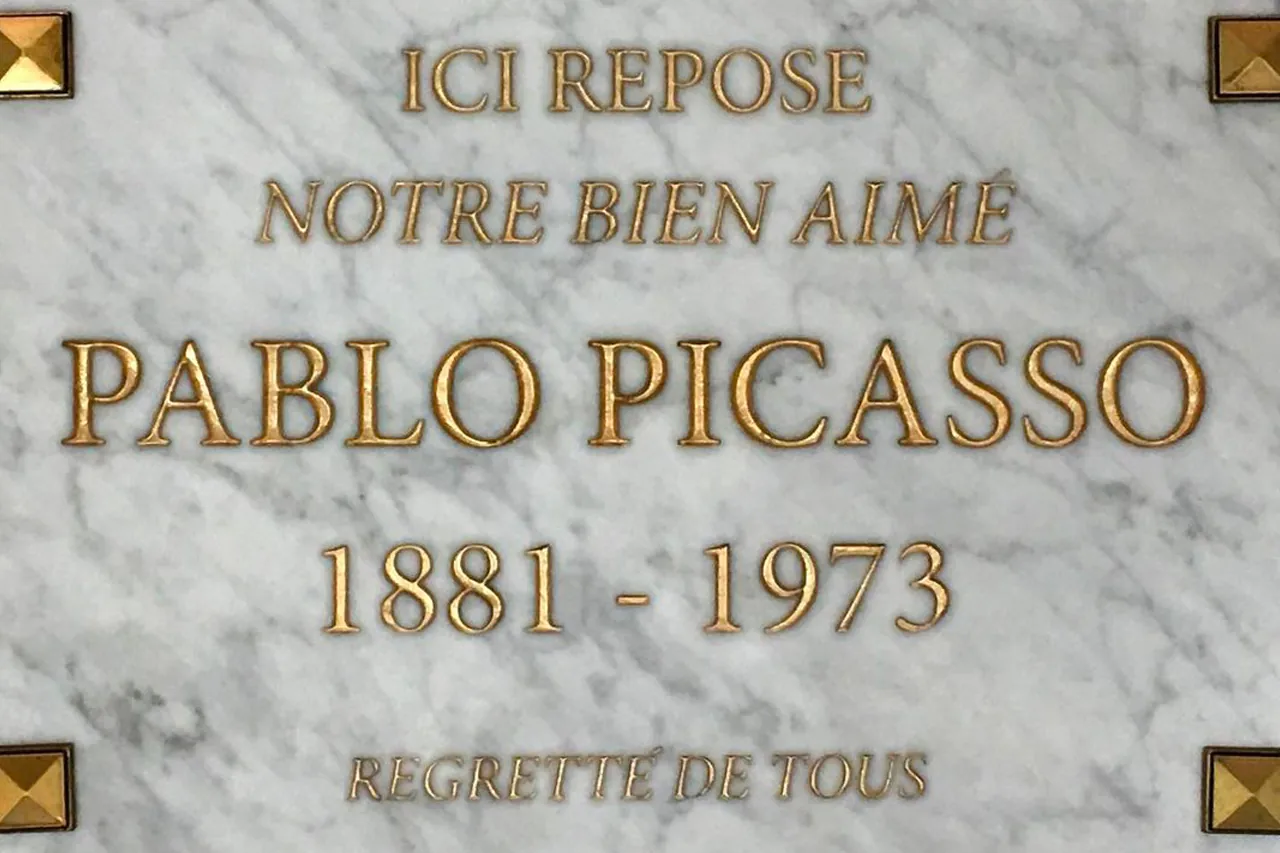 ICI REPOSE
NOTRE BIEN AIMÉ
PABLO PICASSO
1881 - 1973
REGRETTÉ DE TOUS